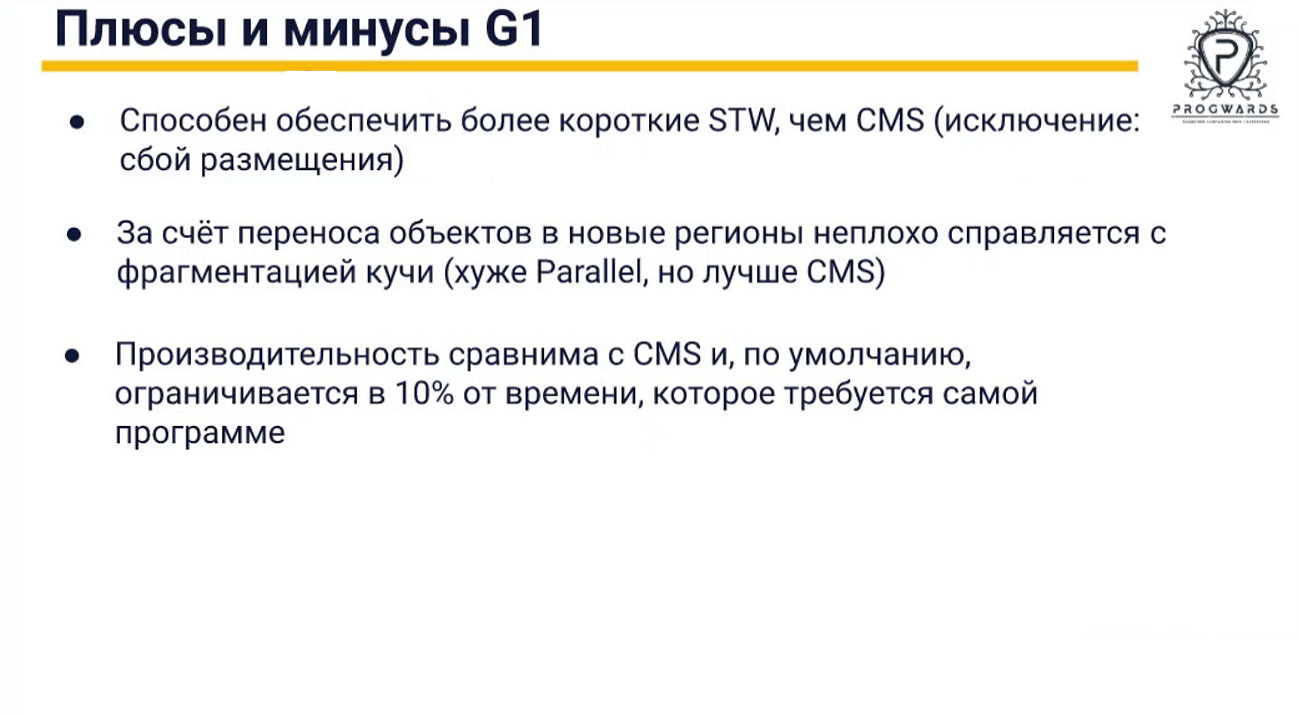 Плюсы и минусы G1
PROGWARDS
● Способен обеспечить более короткие STW, чем CMS (исключение:
сбой размещения)
● За счёт переноса объектов в новые регионы неплохо справляется с
фрагментацией кучи (хуже Parallel, но лучше CMS)
● Производительность сравнима с CMS и, по умолчанию,
ограничивается в 10% от времени, которое требуется самой
программе